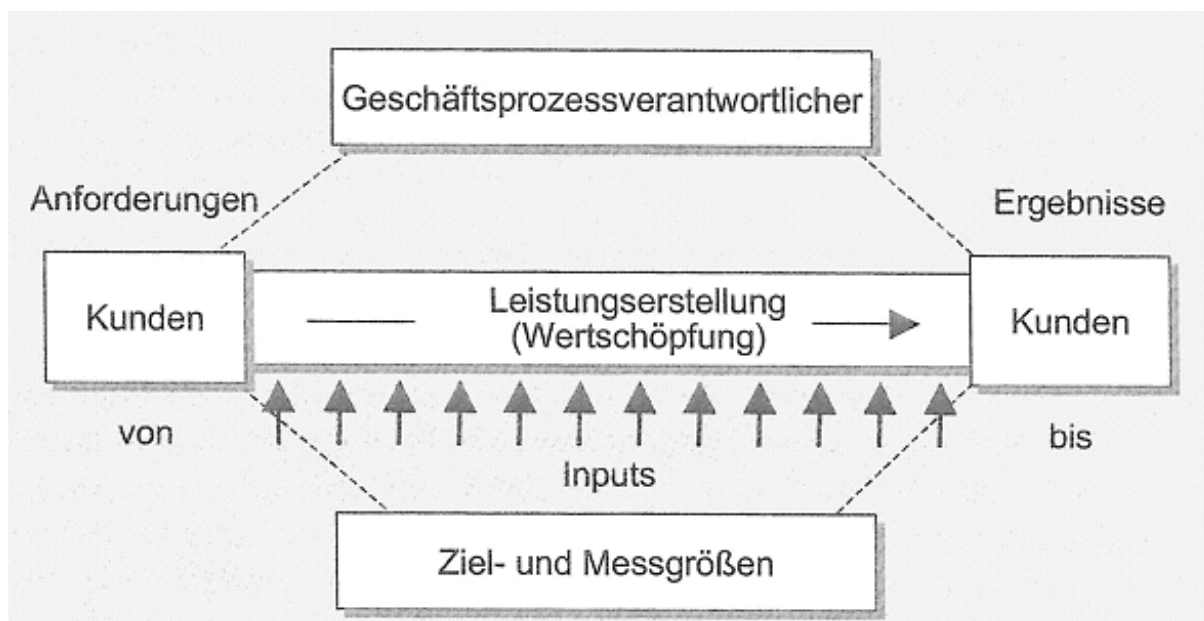 Geschäftsprozessverantwortlicher
Anforderungen
Ergebnisse
Kunden
Leistungserstellung
(Wertschöpfung)
Kunden
von
Inputs
bis
Ziel- und Messgrößen